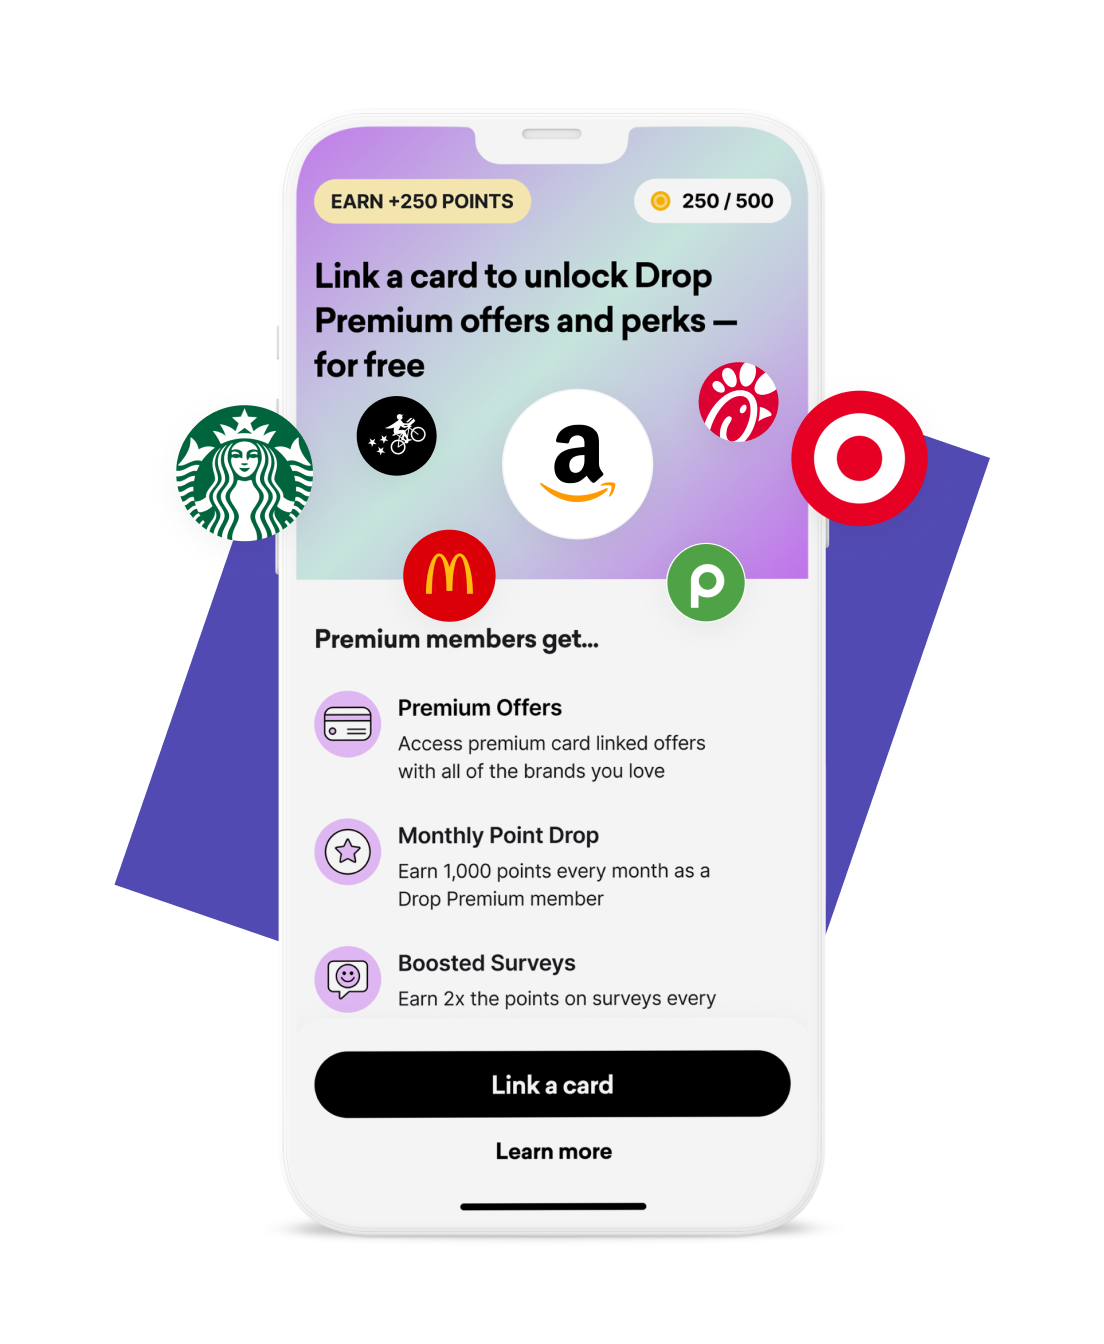 EARN +250 POINTS
250 / 500
Link a card to unlock Drop
Premium offers and perks —
for free
a
Premium members get...
Premium Offers
Access premium card linked offers
with all of the brands you love
Monthly Point Drop
Earn 1,000 points every month as a
Drop Premium member
Boosted Surveys
Earn 2x the points on surveys every
Link a card
Learn more